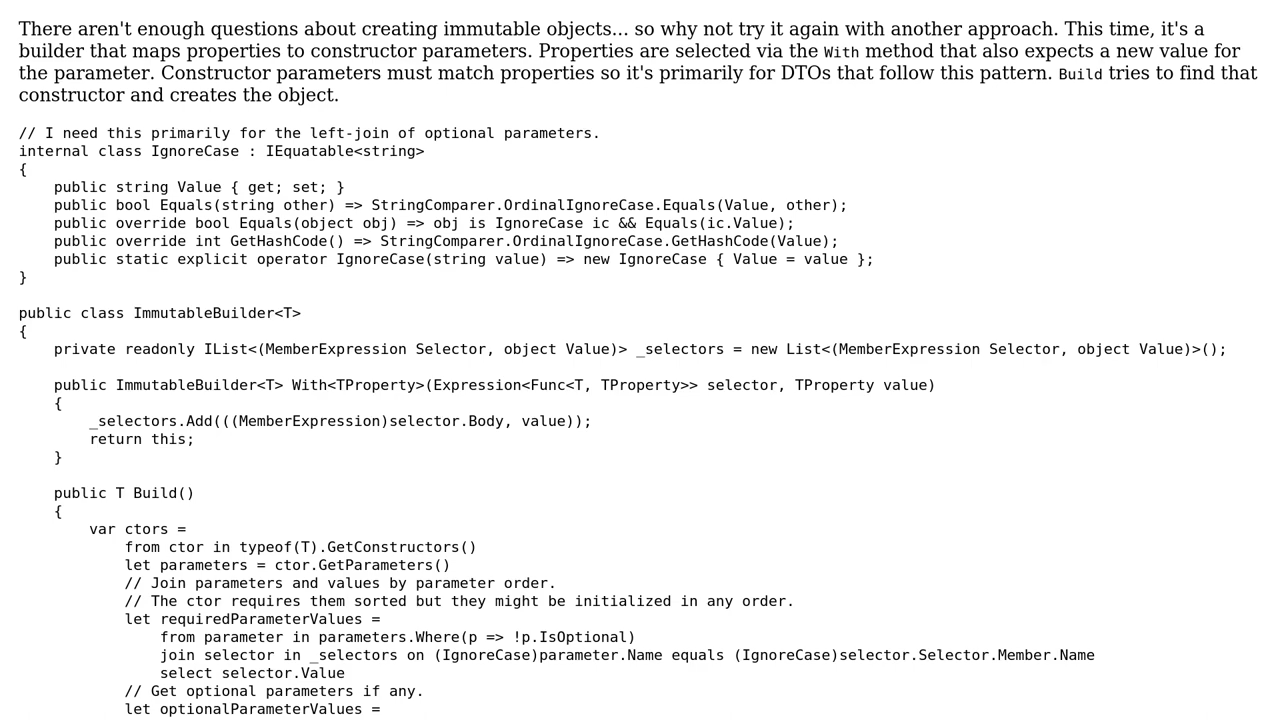 There aren't enough questions about creating immutable objects... so why not try it again with another approach. This time, it's a
builder that maps properties to constructor parameters. Properties are selected via the With method that also expects a new value for
the parameter. Constructor parameters must match properties so it's primarily for DTOs that follow this pattern. Build tries to find that
constructor and creates the object.

// I need this primarily for the left-join of optional parameters.
internal class IgnoreCase : IEquatable<string>
{
    public string Value { get; set; }
    public bool Equals(string other) => StringComparer.OrdinalIgnoreCase.Equals(Value, other);
    public override bool Equals(object obj) => obj is IgnoreCase ic && Equals(ic.Value);
    public override int GetHashCode() => StringComparer.OrdinalIgnoreCase.GetHashCode(Value);
    public static explicit operator IgnoreCase(string value) => new IgnoreCase { Value = value };
}

public class ImmutableBuilder<T>
{
    private readonly IList<(MemberExpression Selector, object Value)> _selectors = new List<(MemberExpression Selector, object Value)>();

    public ImmutableBuilder<T> With<TProperty>(Expression<Func<T, TProperty>> selector, TProperty value)
    {
        _selectors.Add(((MemberExpression)selector.Body, value));
        return this;
    }

    public T Build()
    {
        var ctors =
            from ctor in typeof(T).GetConstructors()
            let parameters = ctor.GetParameters()
            // Join parameters and values by parameter order.
            // The ctor requires them sorted but they might be initialized in any order.
            let requiredParameterValues =
                from parameter in parameters.Where(p => !p.IsOptional)
                join selector in _selectors on (IgnoreCase)parameter.Name equals (IgnoreCase)selector.Selector.Member.Name
                select selector.Value
            // Get optional parameters if any.
            let optionalParameterValues =